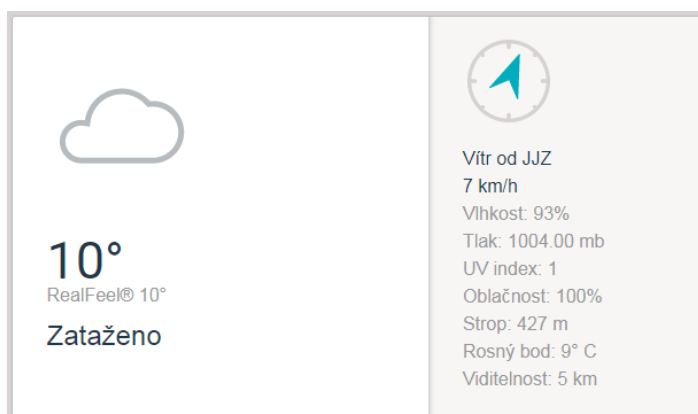 10°
RealFeel® 10°
Zataženo
Vítr od JJZ
7 km/h
Vlhkost: 93%
Tlak: 1004.00 mb
UV index: 1
Oblačnost: 100%
Strop: 427 m
Rosný bod: 9° C
Viditelnost: 5 km